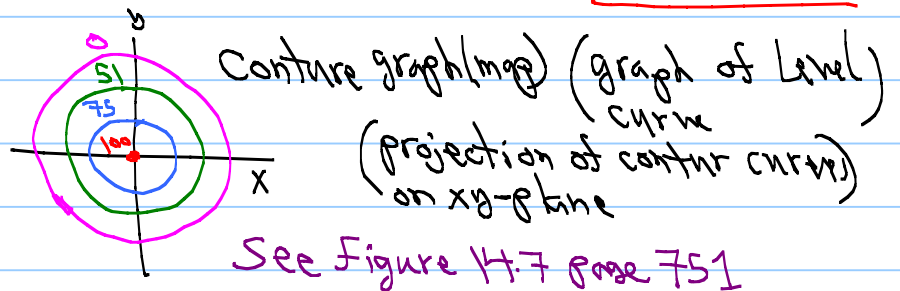 y
0
51
75
100
x
Conture graph(map) (graph of Level
curve)
(projection of contur curves)
on xy-plane
See Figure 14.7 page 751